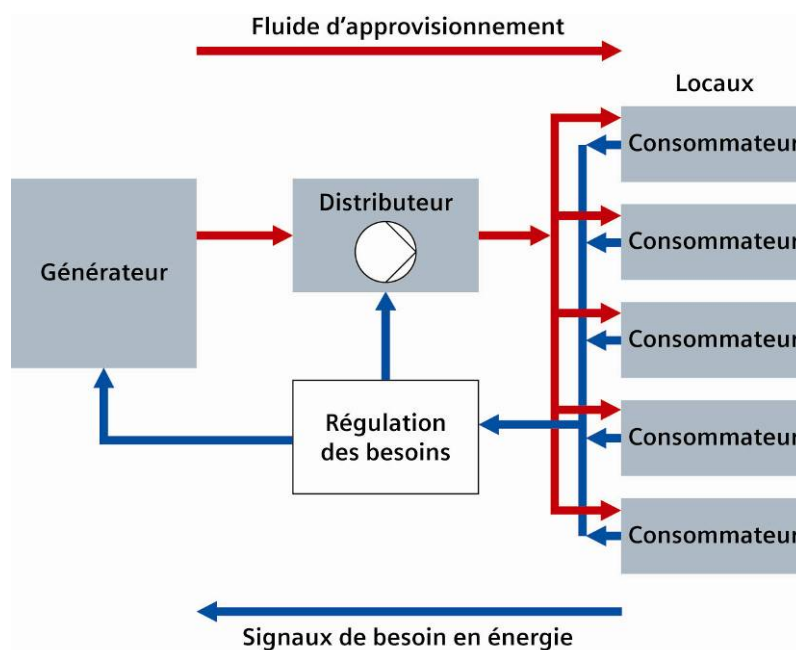 Fluide d'approvisionnement
Locaux
Consommateur
Distributeur
Consommateur
Générateur
Consommateur
Régulation
des besoins
Consommateur
Consommateur
Signaux de besoin en énergie